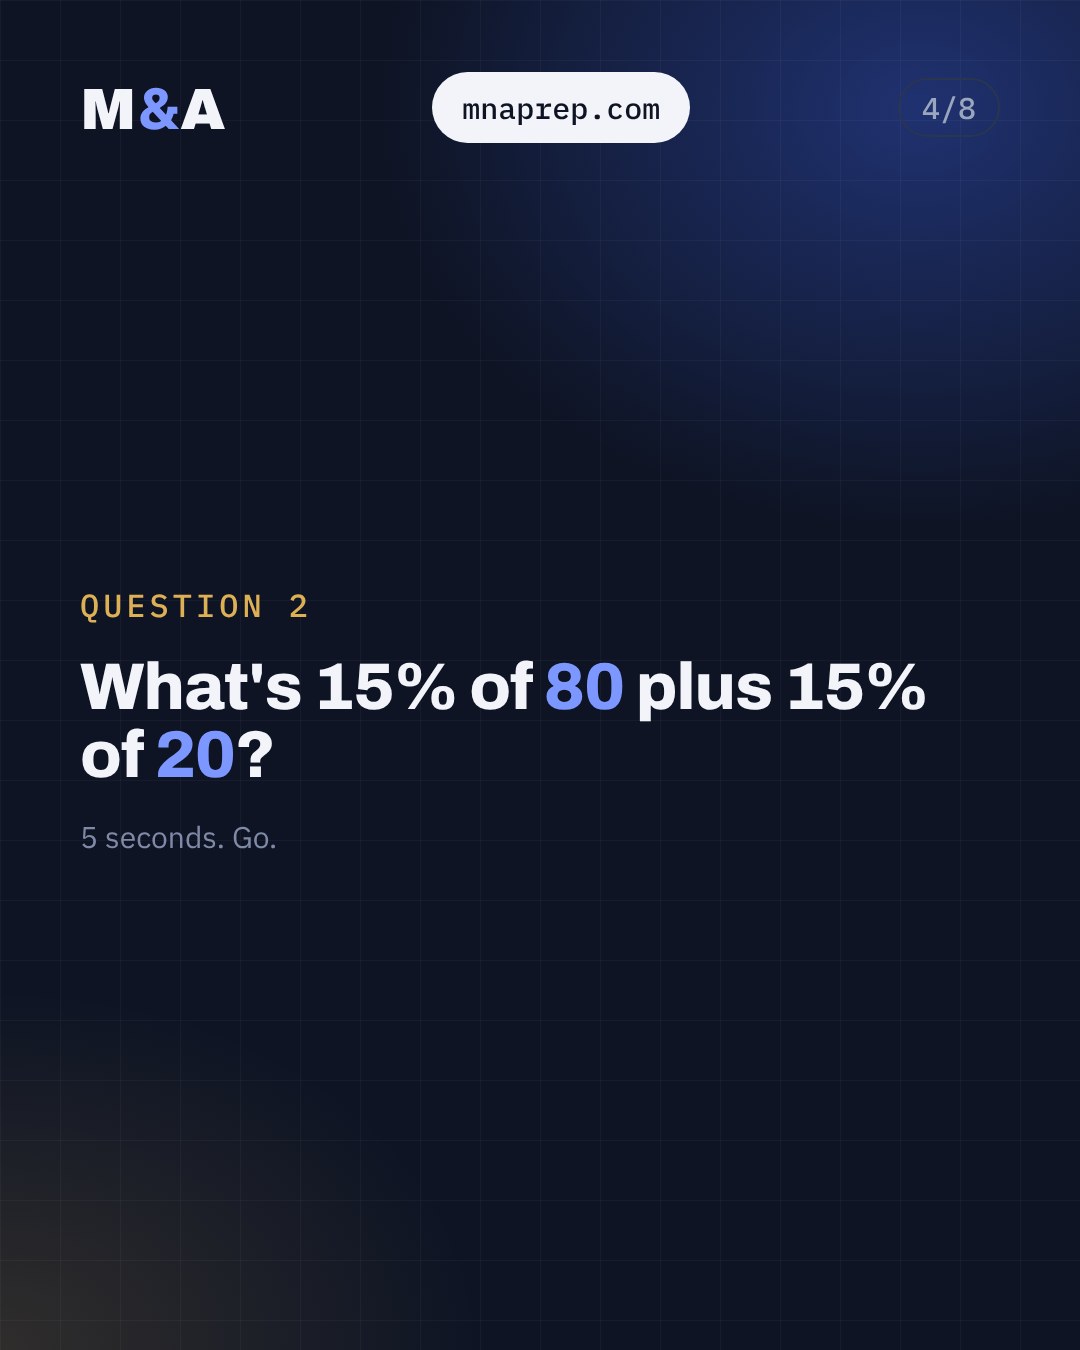 M&A
mnaprep.com
4/8
QUESTION 2
What's 15% of 80 plus 15%
of 20?
5 seconds. Go.